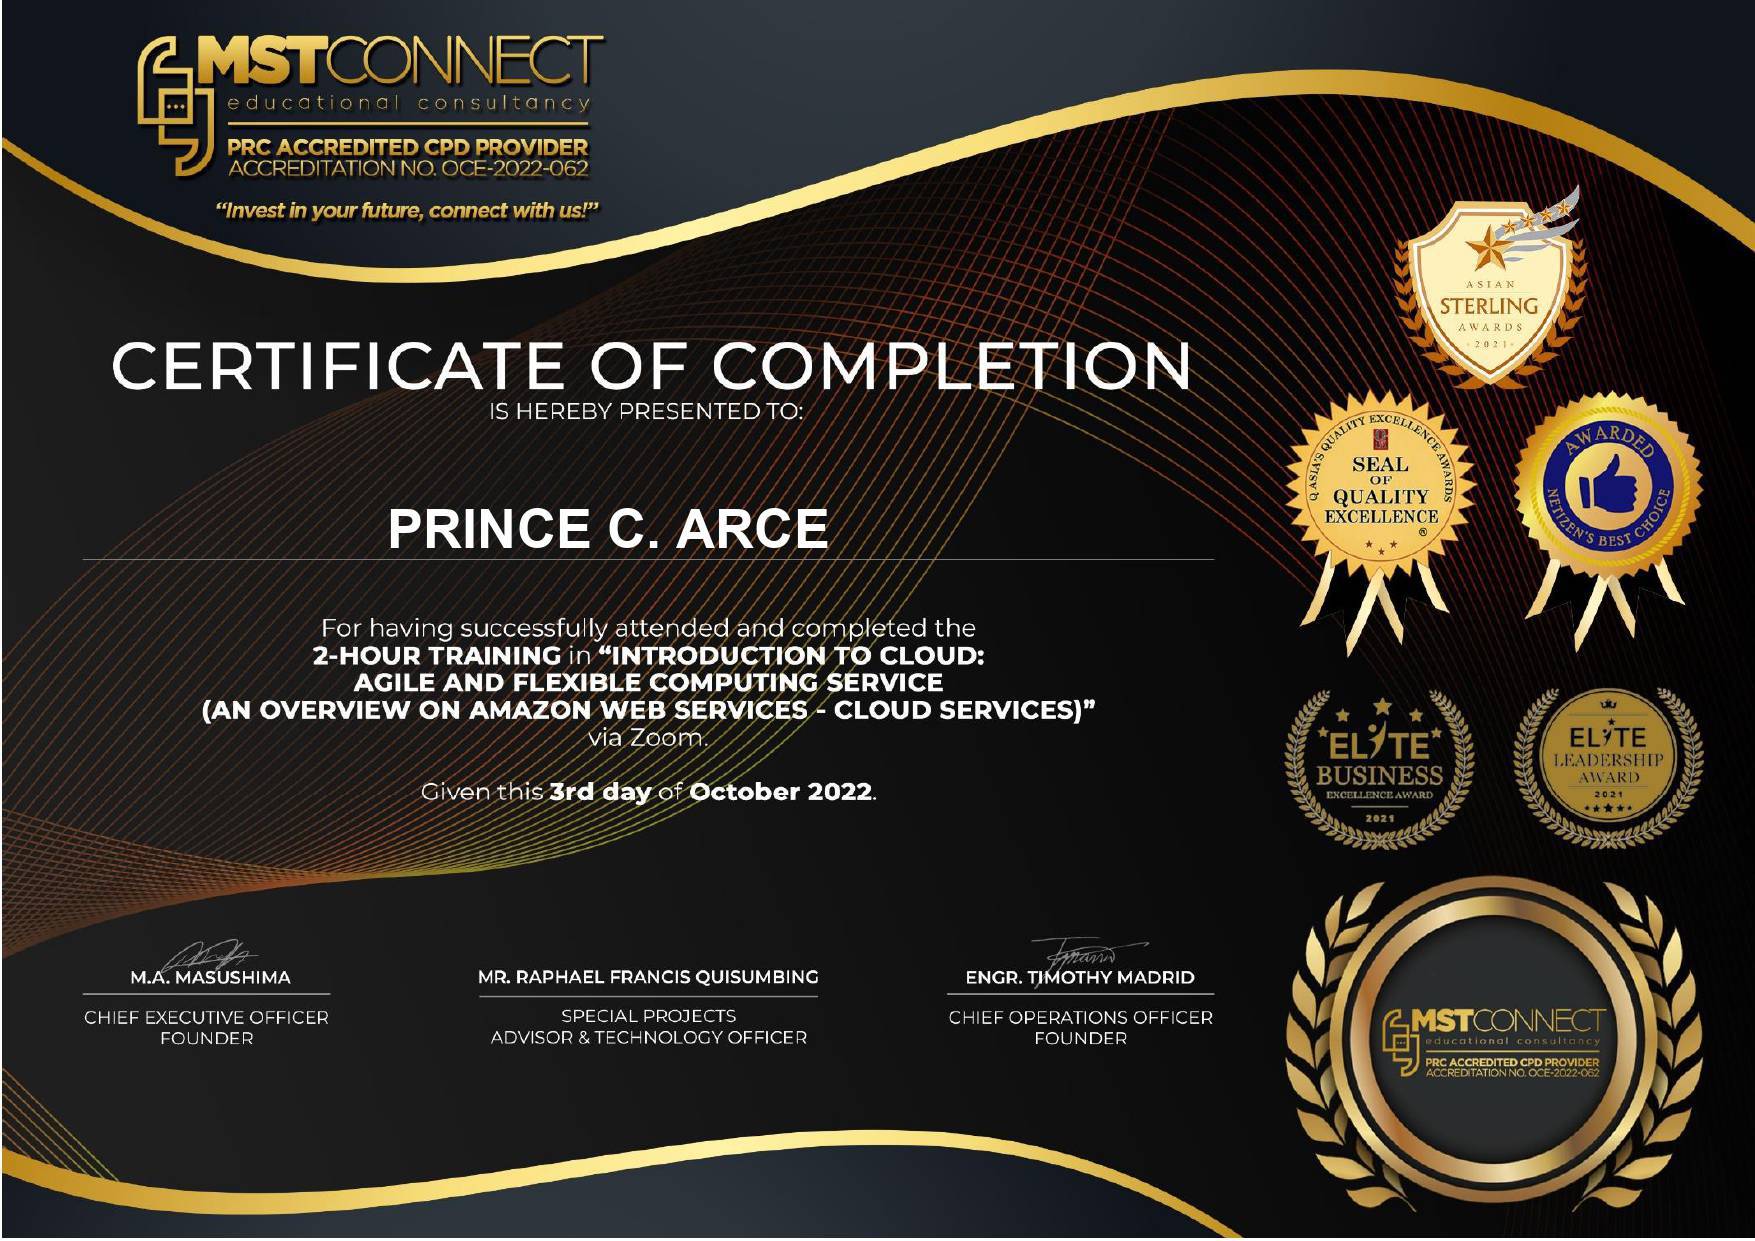 MSTCONNECT
educational consultancy
PRC ACCREDITED CPD PROVIDER
ACCREDITATION NO. OCE-2022-062
“Invest in your future, connect with us!”
ASIAN
STERLING
AWARDS
2021
CERTIFICATE OF COMPLETION
IS HEREBY PRESENTED TO:
Q ASIA'S QUALITY EXCELLENCE AWARDS
SEAL
OF
QUALITY
EXCELLENCE
®
AWARDED
NETIZEN'S BEST CHOICE
PRINCE C. ARCE
For having successfully attended and completed the
2-HOUR TRAINING in “INTRODUCTION TO CLOUD:
AGILE AND FLEXIBLE COMPUTING SERVICE
(AN OVERVIEW ON AMAZON WEB SERVICES - CLOUD SERVICES)”
via Zoom.
Given this 3rd day of October 2022.
ELITE
BUSINESS
EXCELLENCE AWARD
2021
ELITE
LEADERSHIP
AWARD
2021
M.A. MASUSHIMA
CHIEF EXECUTIVE OFFICER
FOUNDER
MR. RAPHAEL FRANCIS QUISUMBING
SPECIAL PROJECTS
ADVISOR & TECHNOLOGY OFFICER
ENGR. TIMOTHY MADRID
CHIEF OPERATIONS OFFICER
FOUNDER
MSTCONNECT
educational consultancy
PRC ACCREDITED CPD PROVIDER
ACCREDITATION NO. OCE-2022-062